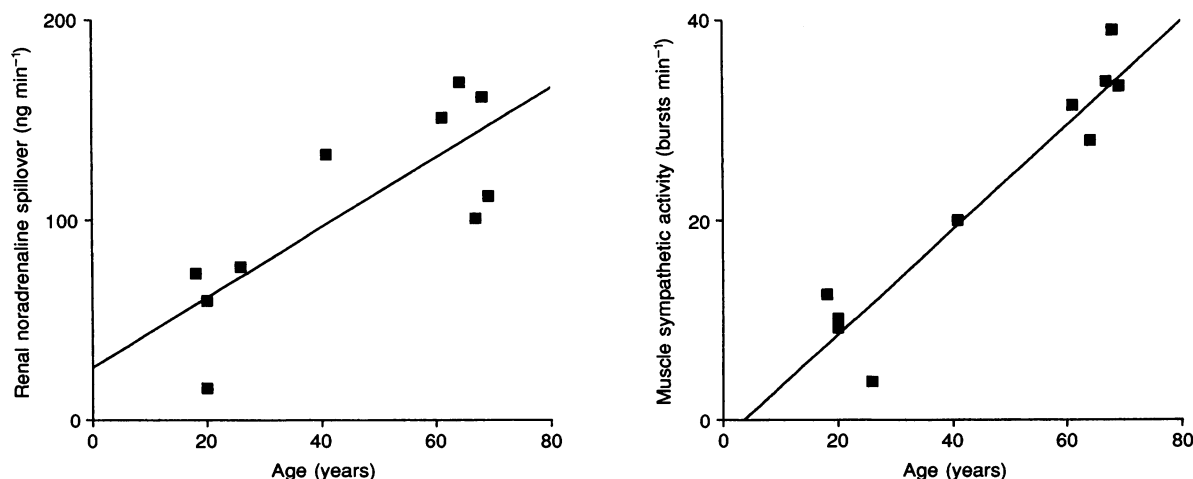 Renal noradrenaline spillover (ng min⁻¹)
200
100
0
0 20 40 60 80
Age (years)
Muscle sympathetic activity (bursts min⁻¹)
40
20
0
0 20 40 60 80
Age (years)